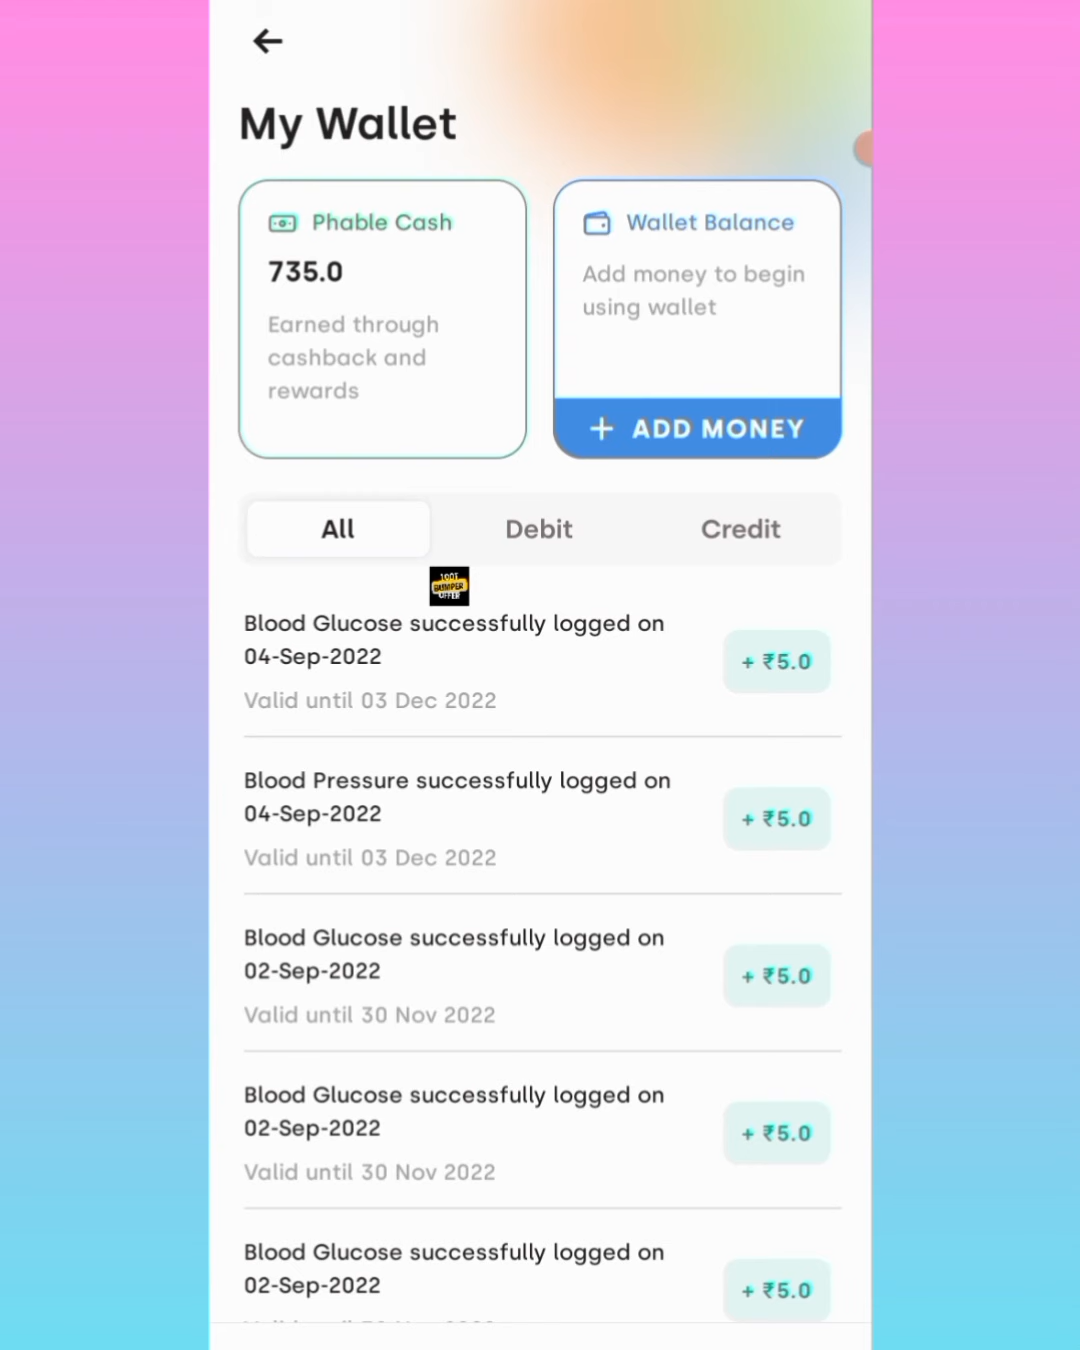 My Wallet
Phable Cash
735.0
Earned through
cashback and
rewards
Wallet Balance
Add money to begin
using wallet
+ ADD MONEY
All
Debit
Credit
BUMPER
OFFER
Blood Glucose successfully logged on
04-Sep-2022
Valid until 03 Dec 2022
+ ₹5.0
Blood Pressure successfully logged on
04-Sep-2022
Valid until 03 Dec 2022
+ ₹5.0
Blood Glucose successfully logged on
02-Sep-2022
Valid until 30 Nov 2022
+ ₹5.0
Blood Glucose successfully logged on
02-Sep-2022
Valid until 30 Nov 2022
+ ₹5.0
Blood Glucose successfully logged on
02-Sep-2022
+ ₹5.0